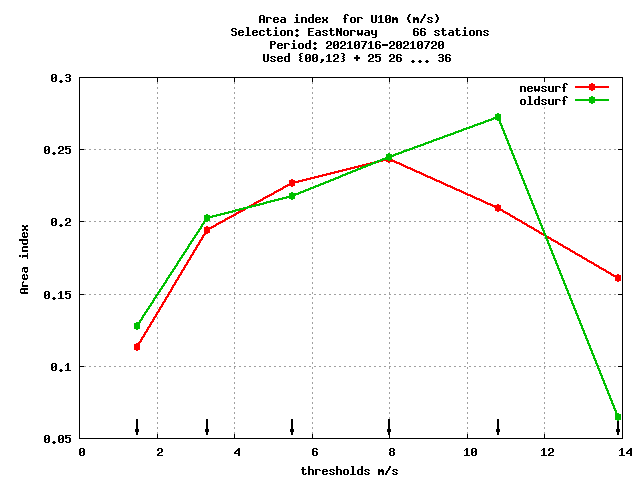 Area index  for U10m (m/s)
Selection: EastNorway     66 stations
Period: 20210716-20210720
Used {00,12} + 25 26 ... 36
newsurf
oldsurf
0.3
0.25
0.2
0.15
0.1
0.05
Area index
0 2 4 6 8 10 12 14
thresholds m/s